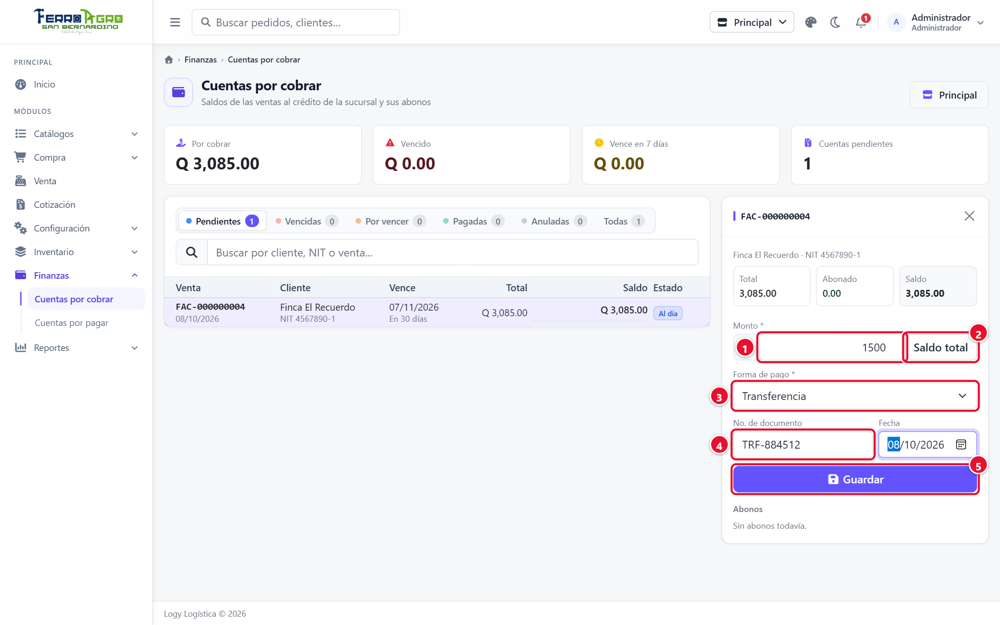 FERRO AGRO
SAN BERNARDINO
Buscar pedidos, clientes...
Principal
1
A
Administrador
Administrador
PRINCIPAL
Inicio
MÓDULOS
Catálogos
Compra
Venta
Cotización
Configuración
Inventario
Finanzas
Cuentas por cobrar
Cuentas por pagar
Reportes
Finanzas › Cuentas por cobrar
Cuentas por cobrar
Saldos de las ventas al crédito de la sucursal y sus abonos
Principal
Por cobrar
Q 3,085.00
Vencido
Q 0.00
Vence en 7 días
Q 0.00
Cuentas pendientes
1
Pendientes 1 Vencidas 0 Por vencer 0 Pagadas 0 Anuladas 0 Todas 1
Buscar por cliente, NIT o venta...
Venta Cliente Vence Total Saldo Estado
FAC-000000004 Finca El Recuerdo 07/11/2026 Q 3,085.00 Q 3,085.00 Al día
08/10/2026 NIT 4567890-1 En 30 días
FAC-000000004
Finca El Recuerdo · NIT 4567890-1
Total Abonado Saldo
3,085.00 0.00 3,085.00
Monto *
2
1 1500 Saldo total
Forma de pago *
3 Transferencia
No. de documento Fecha
4 TRF-884512 08/10/2026
5
Guardar
Abonos
Sin abonos todavía.
Logy Logística © 2026